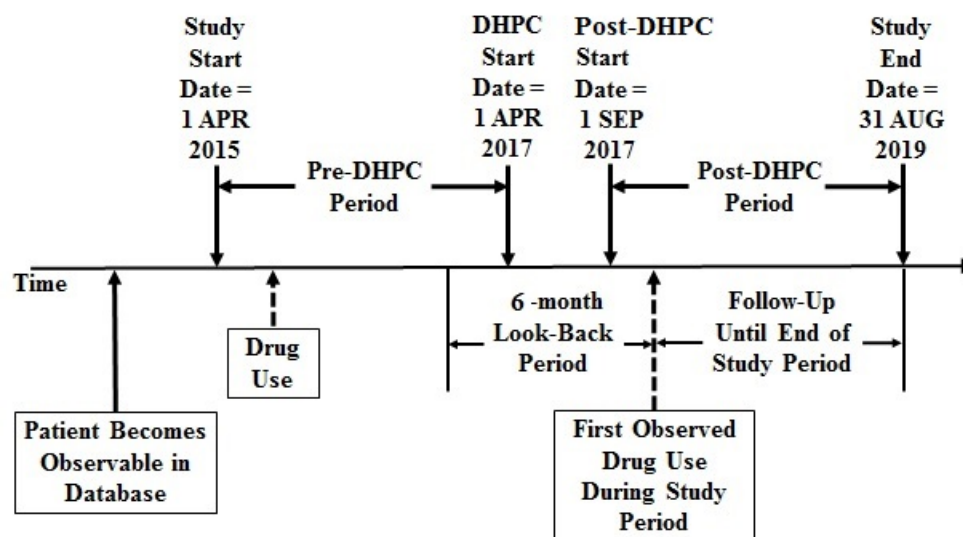 Study
Start
Date =
1 APR
2015
DHPC
Start
Date =
1 APR
2017
Post-DHPC
Start
Date =
1 SEP
2017
Study
End
Date =
31 AUG
2019
Pre-DHPC
Period
Post-DHPC
Period
Time
Drug
Use
6 -month
Look-Back
Period
Follow-Up
Until End of
Study Period
Patient Becomes
Observable in
Database
First Observed
Drug Use
During Study
Period